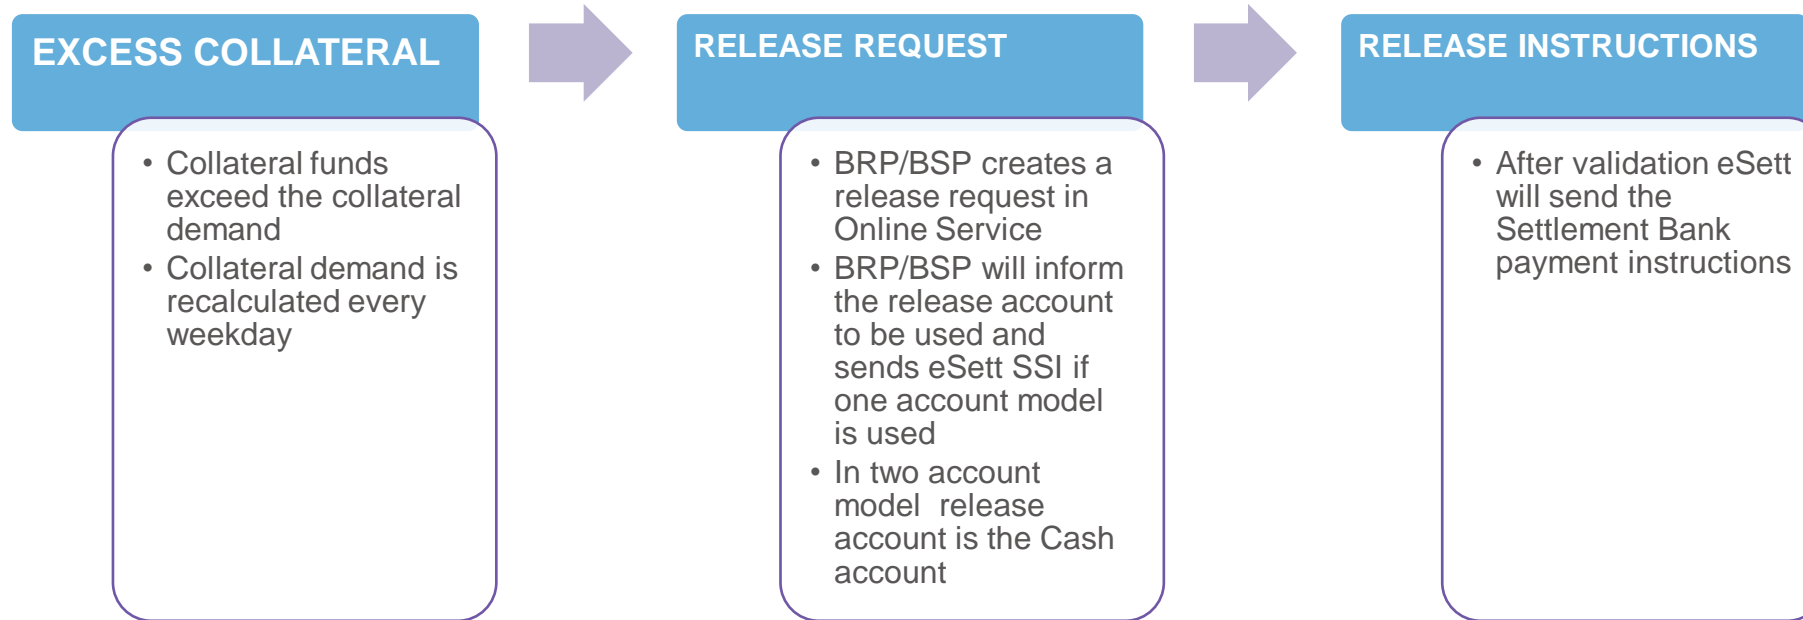 EXCESS COLLATERAL
• Collateral funds
exceed the collateral
demand
• Collateral demand is
recalculated every
weekday
RELEASE REQUEST
• BRP/BSP creates a
release request in
Online Service
• BRP/BSP will inform
the release account
to be used and
sends eSett SSI if
one account model
is used
• In two account
model  release
account is the Cash
account
RELEASE INSTRUCTIONS
• After validation eSett
will send the
Settlement Bank
payment instructions